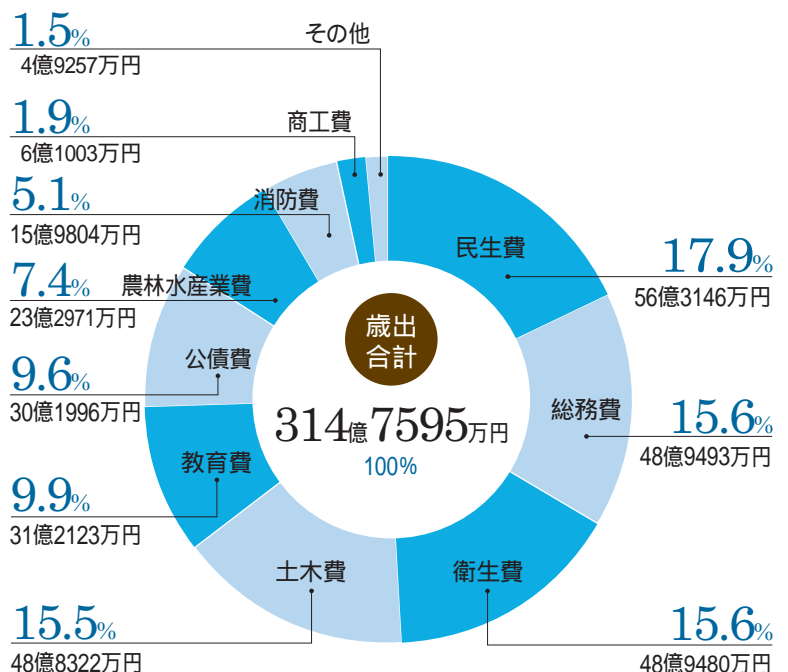 1.5%
4億9257万円
その他
1.9%
6億1003万円
商工費
5.1%
15億9804万円
消防費
7.4%
23億2971万円
農林水産業費
9.6%
30億1996万円
公債費
9.9%
31億2123万円
教育費
15.5%
48億8322万円
土木費
民生費
17.9%
56億3146万円
総務費
15.6%
48億9493万円
衛生費
15.6%
48億9480万円
歳出
合計
314億7595万円
100%